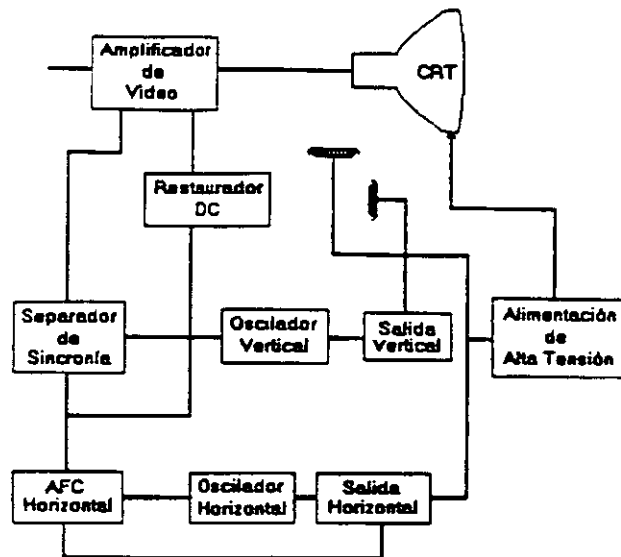 Amplificador
de
Video
CRT
Restaurador
DC
Separador
de
Sincronía
Oscilador
Vertical
Salida
Vertical
Alimentación
de
Alta Tensión
AFC
Horizontal
Oscilador
Horizontal
Salida
Horizontal